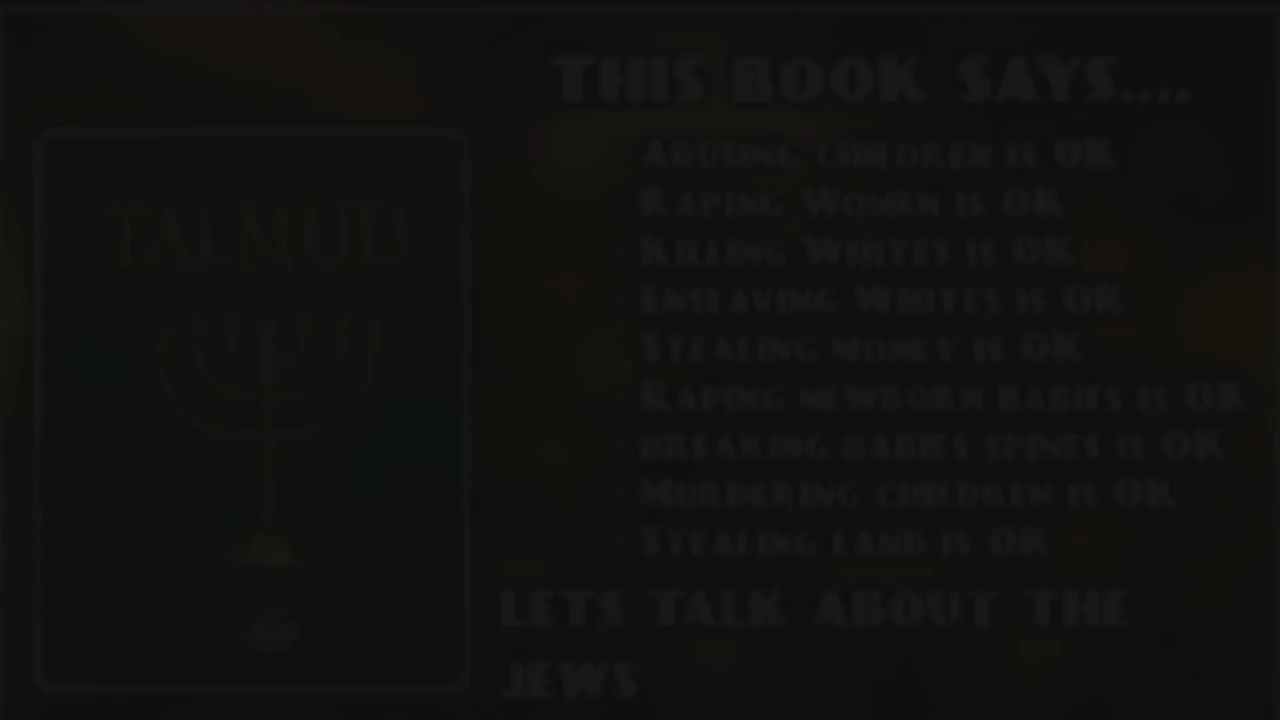 THIS BOOK SAYS....
TALMUD
ABUSING CHILDREN IS OK
- RAPING WOMEN IS OK
- KILLING WHITES IS OK
- ENSLAVING WHITES IS OK
- STEALING MONEY IS OK
- RAPING NEWBORN BABIES IS OK
- BREAKING BABIES SPINES IS OK
- MURDERING CHILDREN IS OK
- STEALING LAND IS OK
LETS TALK ABOUT THE
JEWS